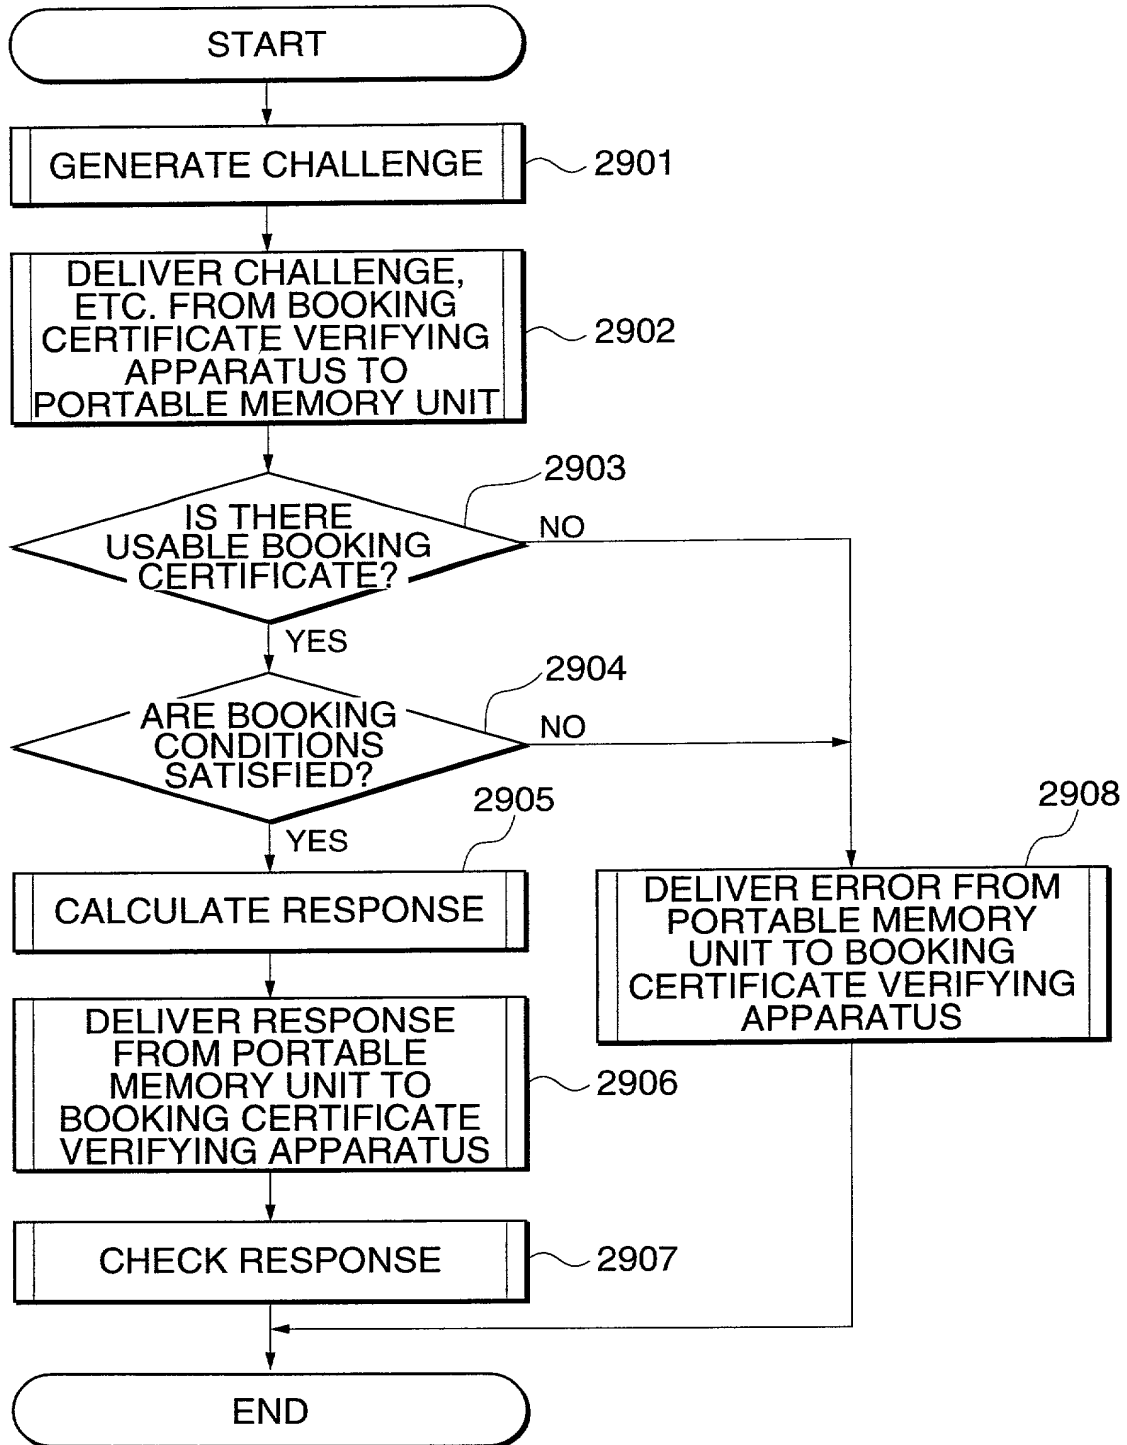 START
GENERATE CHALLENGE
2901
DELIVER CHALLENGE,
ETC. FROM BOOKING
CERTIFICATE VERIFYING
APPARATUS TO
PORTABLE MEMORY UNIT
2902
2903
IS THERE
USABLE BOOKING
CERTIFICATE?
NO
YES
2904
ARE BOOKING
CONDITIONS
SATISFIED?
NO
YES
2905
CALCULATE RESPONSE
2908
DELIVER ERROR FROM
PORTABLE MEMORY
UNIT TO BOOKING
CERTIFICATE VERIFYING
APPARATUS
DELIVER RESPONSE
FROM PORTABLE
MEMORY UNIT TO
BOOKING CERTIFICATE
VERIFYING APPARATUS
2906
CHECK RESPONSE
2907
END